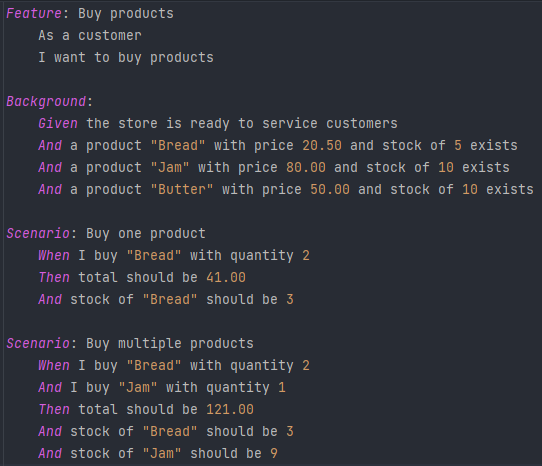 Feature: Buy products
As a customer
I want to buy products
Background:
Given the store is ready to service customers
And a product "Bread" with price 20.50 and stock of 5 exists
And a product "Jam" with price 80.00 and stock of 10 exists
And a product "Butter" with price 50.00 and stock of 10 exists
Scenario: Buy one product
When I buy "Bread" with quantity 2
Then total should be 41.00
And stock of "Bread" should be 3
Scenario: Buy multiple products
When I buy "Bread" with quantity 2
And I buy "Jam" with quantity 1
Then total should be 121.00
And stock of "Bread" should be 3
And stock of "Jam" should be 9